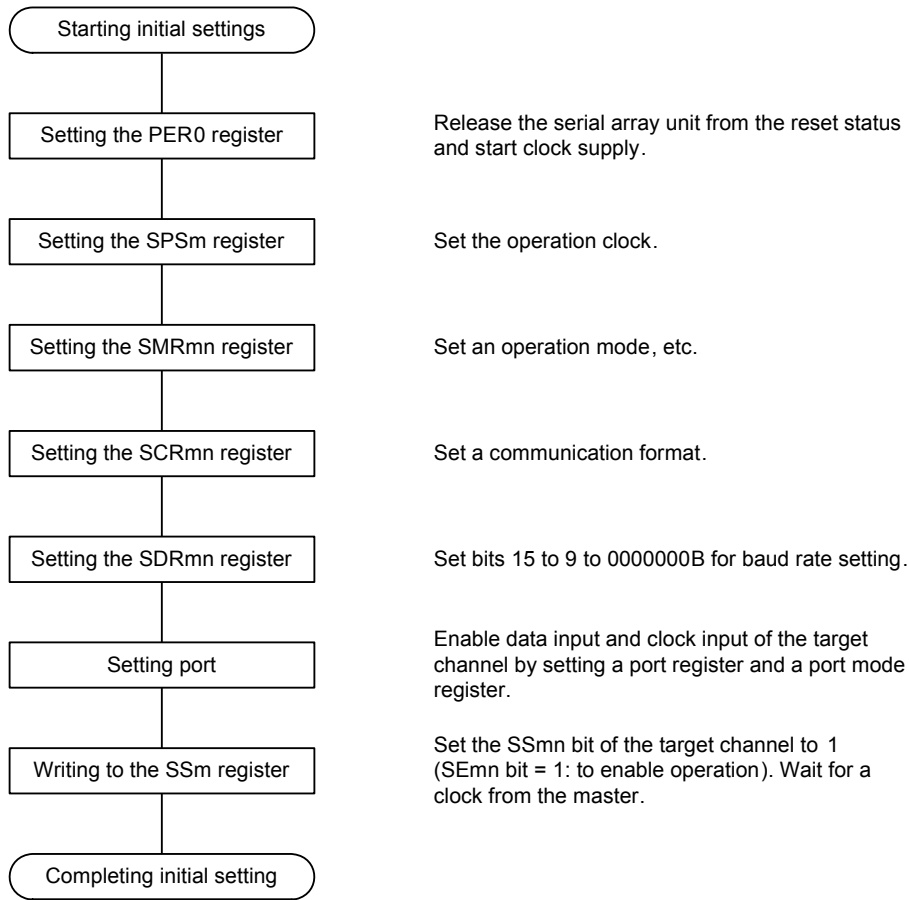 Starting initial settings
Setting the PER0 register
Release the serial array unit from the reset status
and start clock supply.
Setting the SPSm register
Set the operation clock.
Setting the SMRmn register
Set an operation mode, etc.
Setting the SCRmn register
Set a communication format.
Setting the SDRmn register
Set bits 15 to 9 to 0000000B for baud rate setting.
Setting port
Enable data input and clock input of the target
channel by setting a port register and a port mode
register.
Writing to the SSm register
Set the SSmn bit of the target channel to 1
(SEmn bit = 1: to enable operation). Wait for a
clock from the master.
Completing initial setting